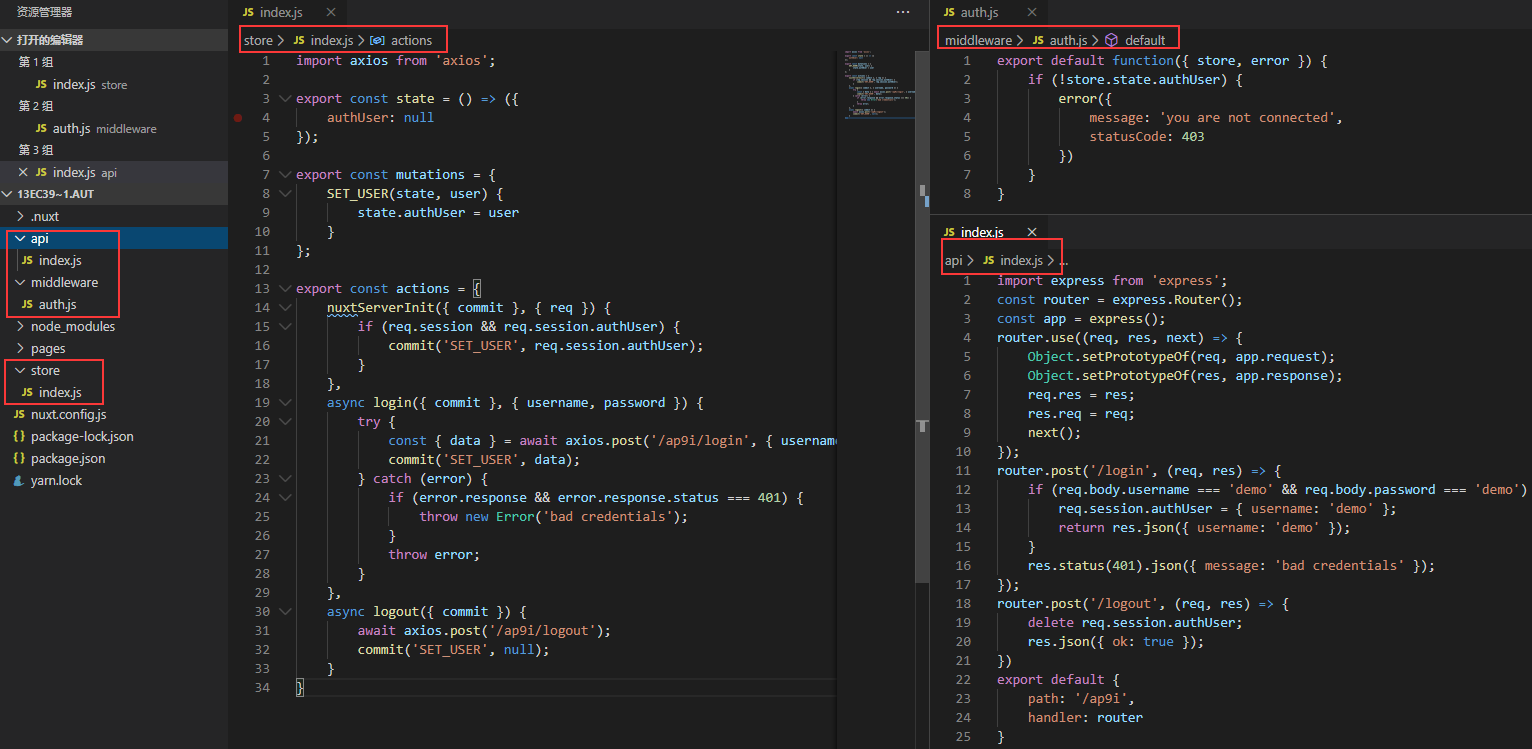 资源管理器
打开的编辑器
第 1 组
JS index.js store
第 2 组
JS auth.js middleware
第 3 组
JS index.js api
13EC39~1.AUT
.nuxt
api
JS index.js
middleware
JS auth.js
node_modules
pages
store
JS index.js
JS nuxt.config.js
{} package-lock.json
{} package.json
yarn.lock
JS index.js
store > JS index.js > actions
1 import axios from 'axios';
2
3 export const state = () => ({
4 authUser: null
5 });
6
7 export const mutations = {
8 SET_USER(state, user) {
9 state.authUser = user
10 }
11 };
12
13 export const actions = {
14 nuxtServerInit({ commit }, { req }) {
15 if (req.session && req.session.authUser) {
16 commit('SET_USER', req.session.authUser);
17 }
18 },
19 async login({ commit }, { username, password }) {
20 try {
21 const { data } = await axios.post('/ap9i/login', { usernam
22 commit('SET_USER', data);
23 } catch (error) {
24 if (error.response && error.response.status === 401) {
25 throw new Error('bad credentials');
26 }
27 throw error;
28 }
29 },
30 async logout({ commit }) {
31 await axios.post('/ap9i/logout');
32 commit('SET_USER', null);
33 }
34 }
JS auth.js
middleware > JS auth.js > default
1 export default function({ store, error }) {
2 if (!store.state.authUser) {
3 error({
4 message: 'you are not connected',
5 statusCode: 403
6 })
7 }
8 }
JS index.js
api > JS index.js > ...
1 import express from 'express';
2 const router = express.Router();
3 const app = express();
4 router.use((req, res, next) => {
5 Object.setPrototypeOf(req, app.request);
6 Object.setPrototypeOf(res, app.response);
7 req.res = res;
8 res.req = req;
9 next();
10 });
11 router.post('/login', (req, res) => {
12 if (req.body.username === 'demo' && req.body.password === 'demo')
13 req.session.authUser = { username: 'demo' };
14 return res.json({ username: 'demo' });
15 }
16 res.status(401).json({ message: 'bad credentials' });
17 });
18 router.post('/logout', (req, res) => {
19 delete req.session.authUser;
20 res.json({ ok: true });
21 })
22 export default {
23 path: '/ap9i',
24 handler: router
25 }